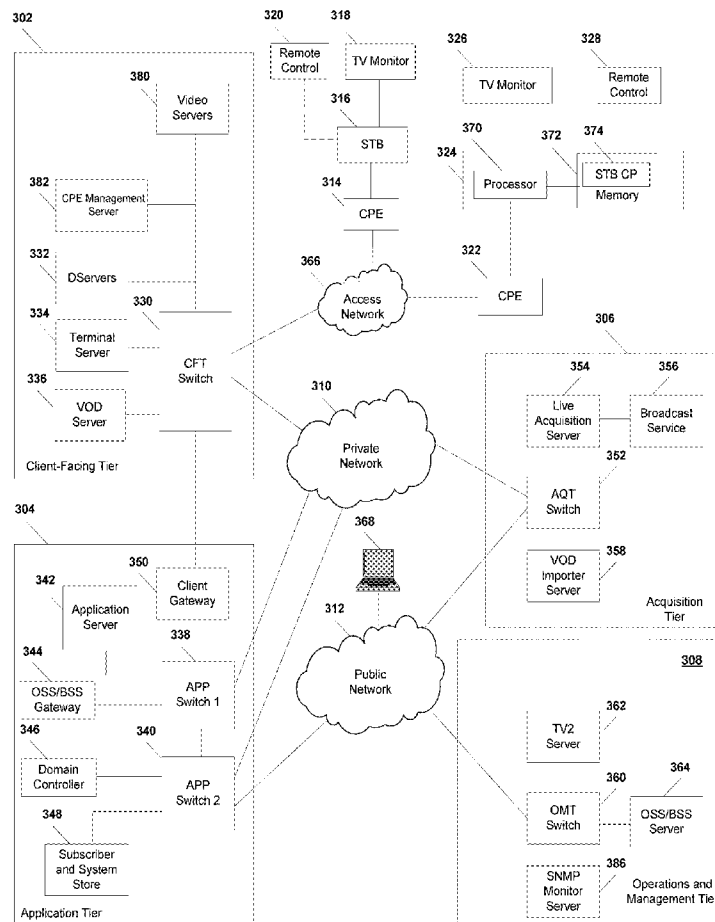 302
380
Video
Servers
382
CPE Management
Server
332
DServers
334
Terminal
Server
336
VOD
Server
330
CFT
Switch
Client-Facing Tier
320
Remote
Control
318
TV Monitor
316
STB
314
CPE
366
Access
Network
326
TV Monitor
328
Remote
Control
324
370
Processor
372
374
STB CP
Memory
322
CPE
306
354
Live
Acquisition
Server
356
Broadcast
Service
352
AQT
Switch
358
VOD
Importer
Server
Acquisition
Tier
310
Private
Network
368
312
Public
Network
304
350
Client
Gateway
342
Application
Server
344
OSS/BSS
Gateway
338
APP
Switch 1
346
Domain
Controller
340
APP
Switch 2
348
Subscriber
and System
Store
Application Tier
308
362
TV2
Server
360
OMT
Switch
364
OSS/BSS
Server
386
SNMP
Monitor
Server
Operations and
Management Tie